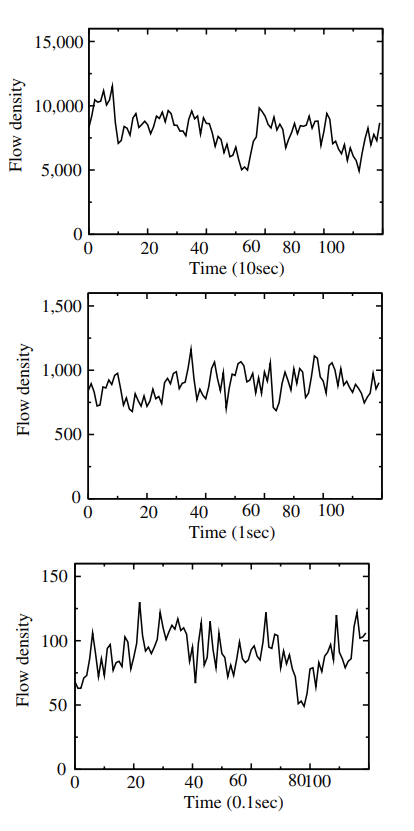 15,000
10,000
5,000
0
Flow density
0 20 40 60 80 100
Time (10sec)
1,500
1,000
500
0
Flow density
0 20 40 60 80 100
Time (1sec)
150
100
50
0
Flow density
0 20 40 60 80100
Time (0.1sec)